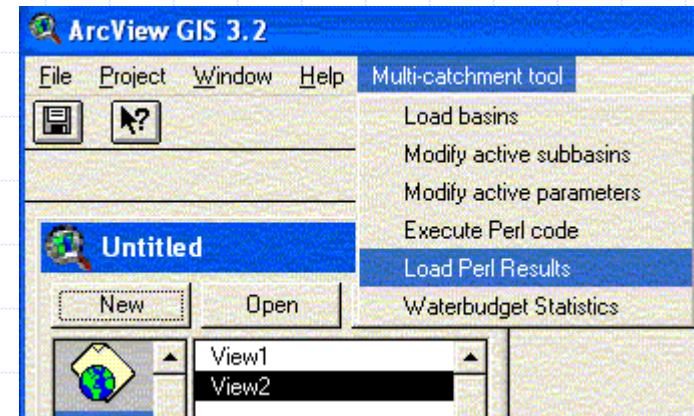 ArcView GIS 3.2
File Project Window Help Multi-catchment tool
Load basins
Modify active subbasins
Modify active parameters
Execute Perl code
Load Perl Results
Waterbudget Statistics
Untitled
New Open
View1
View2